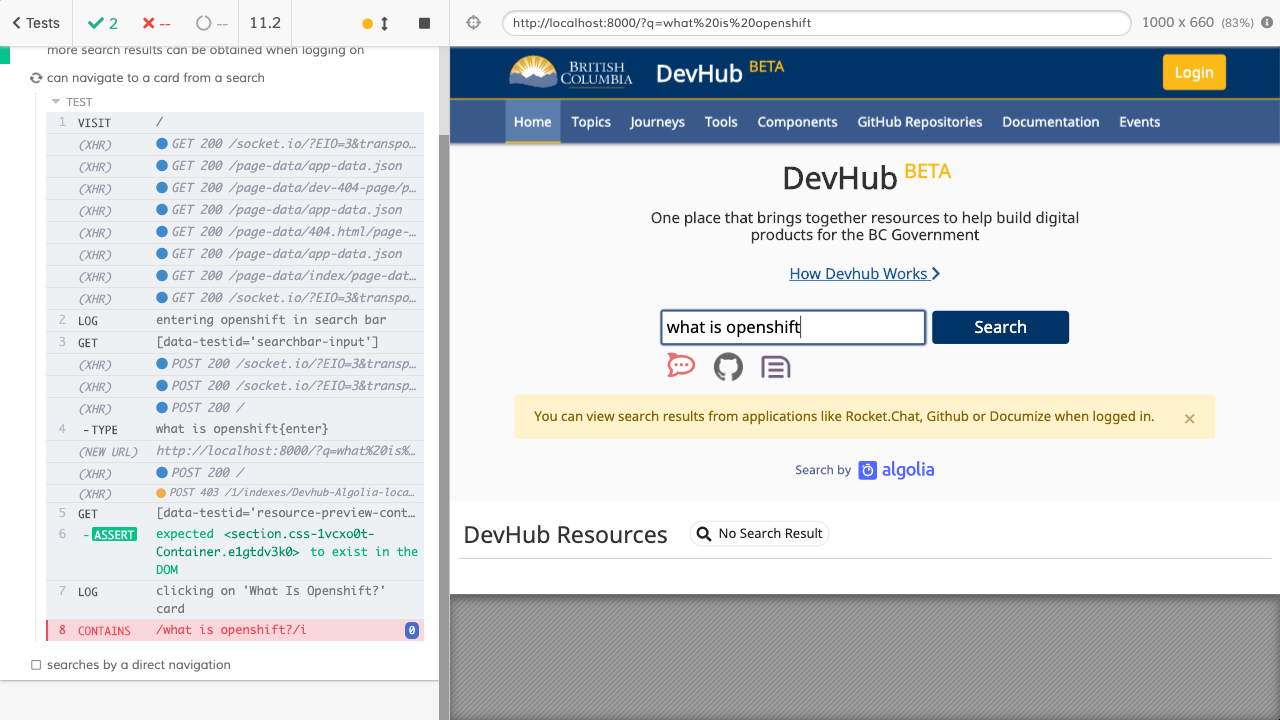 Tests
2
--
--
11.2
http://localhost:8000/?q=what%20is%20openshift
1000 x 660 (83%)
more search results can be obtained when logging on
can navigate to a card from a search
TEST
1 VISIT /
(XHR) GET 200 /socket.io/?EIO=3&transpo…
(XHR) GET 200 /page-data/app-data.json
(XHR) GET 200 /page-data/dev-404-page/p…
(XHR) GET 200 /page-data/app-data.json
(XHR) GET 200 /page-data/404.html/page-…
(XHR) GET 200 /page-data/app-data.json
(XHR) GET 200 /page-data/index/page-dat…
(XHR) GET 200 /socket.io/?EIO=3&transpo…
2 LOG entering openshift in search bar
3 GET [data-testid='searchbar-input']
(XHR) POST 200 /socket.io/?EIO=3&transp…
(XHR) POST 200 /socket.io/?EIO=3&transp…
(XHR) POST 200 /
4 -TYPE what is openshift{enter}
(NEW URL) http://localhost:8000/?q=what%20is%…
(XHR) POST 200 /
(XHR) POST 403 /1/indexes/Devhub-Algolia-loca…
5 GET [data-testid='resource-preview-cont…
6 -ASSERT expected <section.css-1vcxo0t-
Container.e1gtdv3k0> to exist in the
DOM
7 LOG clicking on 'What Is Openshift?'
card
8 CONTAINS /what is openshift?/i 0
searches by a direct navigation
BRITISH
COLUMBIA
DevHub BETA
Login
Home Topics Journeys Tools Components GitHub Repositories Documentation Events
DevHub BETA
One place that brings together resources to help build digital
products for the BC Government
How Devhub Works
what is openshift
Search
You can view search results from applications like Rocket.Chat, Github or Documize when logged in. ×
Search by algolia
DevHub Resources
No Search Result